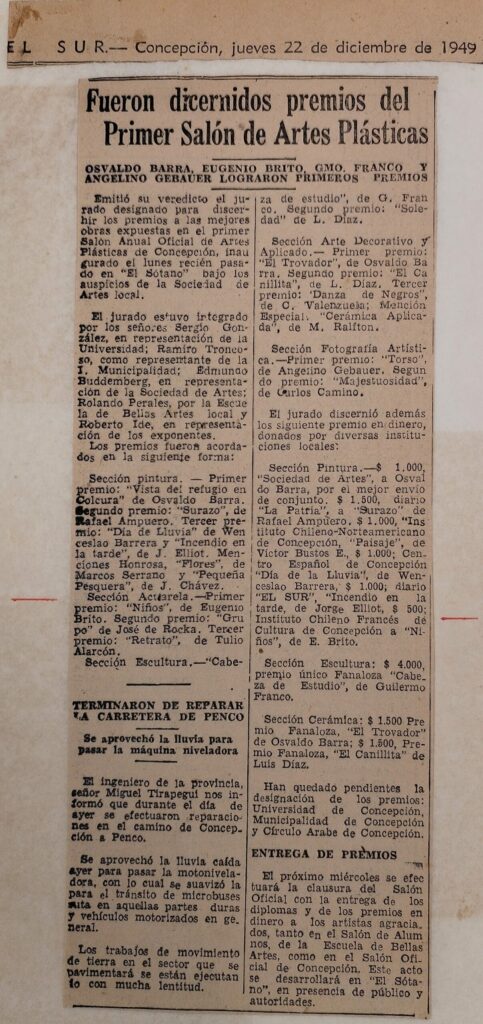 EL SUR.— Concepción, jueves 22 de diciembre de 1949
Fueron dicernidos premios del
Primer Salón de Artes Plásticas
OSVALDO BARRA, EUGENIO BRITO, GMO. FRANCO Y
ANGELINO GEBAUER LOGRARON PRIMEROS PREMIOS
Emitió su veredicto el ju-
rado designado para discer-
nir los premios a las mejores
obras expuestas en el primer
Salón Anual Oficial de Artes
Plásticas de Concepción, inau
gurado el lunes recién pasa-
do en "El Sótano" bajo los
auspicios de la Sociedad de
Artes local.
El jurado estuvo integrado
por los señores Sergio Gon-
zález, en representación de la
Universidad; Ramiro Tronco-
so, como representante de la
I. Municipalidad; Edmundo
Buddemberg, en representa-
ción de la Sociedad de Artes;
Rolando Perales, por la Escue
la de Bellas Artes local y
Roberto Ide, en representa-
ción de los exponentes.
Los premios fueron acorda-
dos en la siguiente forma:
Sección pintura. — Primer
premio: "Vista del refugio en
Colcura" de Osvaldo Barra.
Segundo premio: "Surazo", de
Rafael Ampuero. Tercer pre-
mio: "Día de Lluvia" de Wen
ceslao Barrera y "Incendio en
la tarde", de J. Elliot. Men-
ciones Honrosa, "Flores", de
Marcos Serrano y "Pequeña
Pesquera", de J. Chávez.
Sección Acuarela.—Primer
premio: "Niños", de Eugenio
Brito. Segundo premio: "Gru
po" de José de Rocka. Tercer
premio: "Retrato", de Tulio
Alarcón.
Sección Escultura.—"Cabe-
TERMINARON DE REPARAR
LA CARRETERA DE PENCO
Se aprovechó la lluvia para
pasar la máquina niveladora
El ingeniero de la provincia,
señor Miguel Tirapegui nos in-
formó que durante el día de
ayer se efectuaron reparacio-
nes en el camino de Concep-
ción a Penco.
Se aprovechó la lluvia caída
ayer para pasar la motonivela-
dora, con lo cual se suavizó la
para el tránsito de microbuses
ruta en aquellas partes duras
y vehículos motorizados en ge-
neral.
Los trabajos de movimiento
de tierra en el sector que se
pavimentará se están ejecutan
do con mucha lentitud.
za de estudio", de G. Fran
co. Segundo premio: "Sole-
dad" de L. Díaz.
Sección Arte Decorativo y
Aplicado.— Primer premio:
"El Trovador", de Osvaldo Ba
rra. Segundo premio: "El Ca
nillita", de L. Díaz. Tercer
premio: 'Danza de Negros", de
C. Valenzuela; Mención
Especial. "Cerámica Aplica-
da", de M. Ralfton.
Sección Fotografía Artísti-
ca.—Primer premio: "Torso",
de Angelino Gebauer. Segun
do premio: "Majestuosidad",
de Carlos Camino.
El jurado discernió además
los siguiente premio en dinero,
donados por diversas institu-
ciones locales:
Sección Pintura.—$ 1.000,
"Sociedad de Artes", a Osval
do Barra, por el mejor envío
de conjunto. $ 1.500, diario
"La Patria", a "Surazo" de
Rafael Ampuero. $ 1.000, "Ins
tituto Chileno-Norteamericano
de Concepción, "Paisaje", de
Víctor Bustos E., $ 1.000; Cen
tro Español de Concepción
"Día de la Lluvia", de Wen-
ceslao Barrera, $ 1.000; diario
"EL SUR", "Incendio en la
tarde, de Jorge Elliot, $ 500;
Instituto Chileno Francés de
Cultura de Concepción a "Ni-
ños", de E. Brito.
Sección Escultura: $ 4.000,
premio único Fanaloza "Cabe
za de Estudio", de Guilermo
Franco.
Sección Cerámica: $ 1.500 Pre
mio Fanaloza, "El Trovador"
de Osvaldo Barra; $ 1.500, Pre-
mio Fanaloza, "El Canillita" de
Luis Díaz.
Han quedado pendientes la
designación de los premios:
Universidad de Concepción,
Municipalidad de Concepción
y Círculo Arabe de Concepción.
ENTREGA DE PREMIOS
El próximo miércoles se efec
tuará la clausura del Salón
Oficial con la entrega de los
diplomas y de los premios en
dinero a los artistas agracia-
dos, tanto en el Salón de Alum
nos, de la Escuela de Bellas
Artes, como en el Salón Ofi-
cial de Concepción. Este acto
se desarrollará en "El Sóta-
no", en presencia de público y
autoridades.